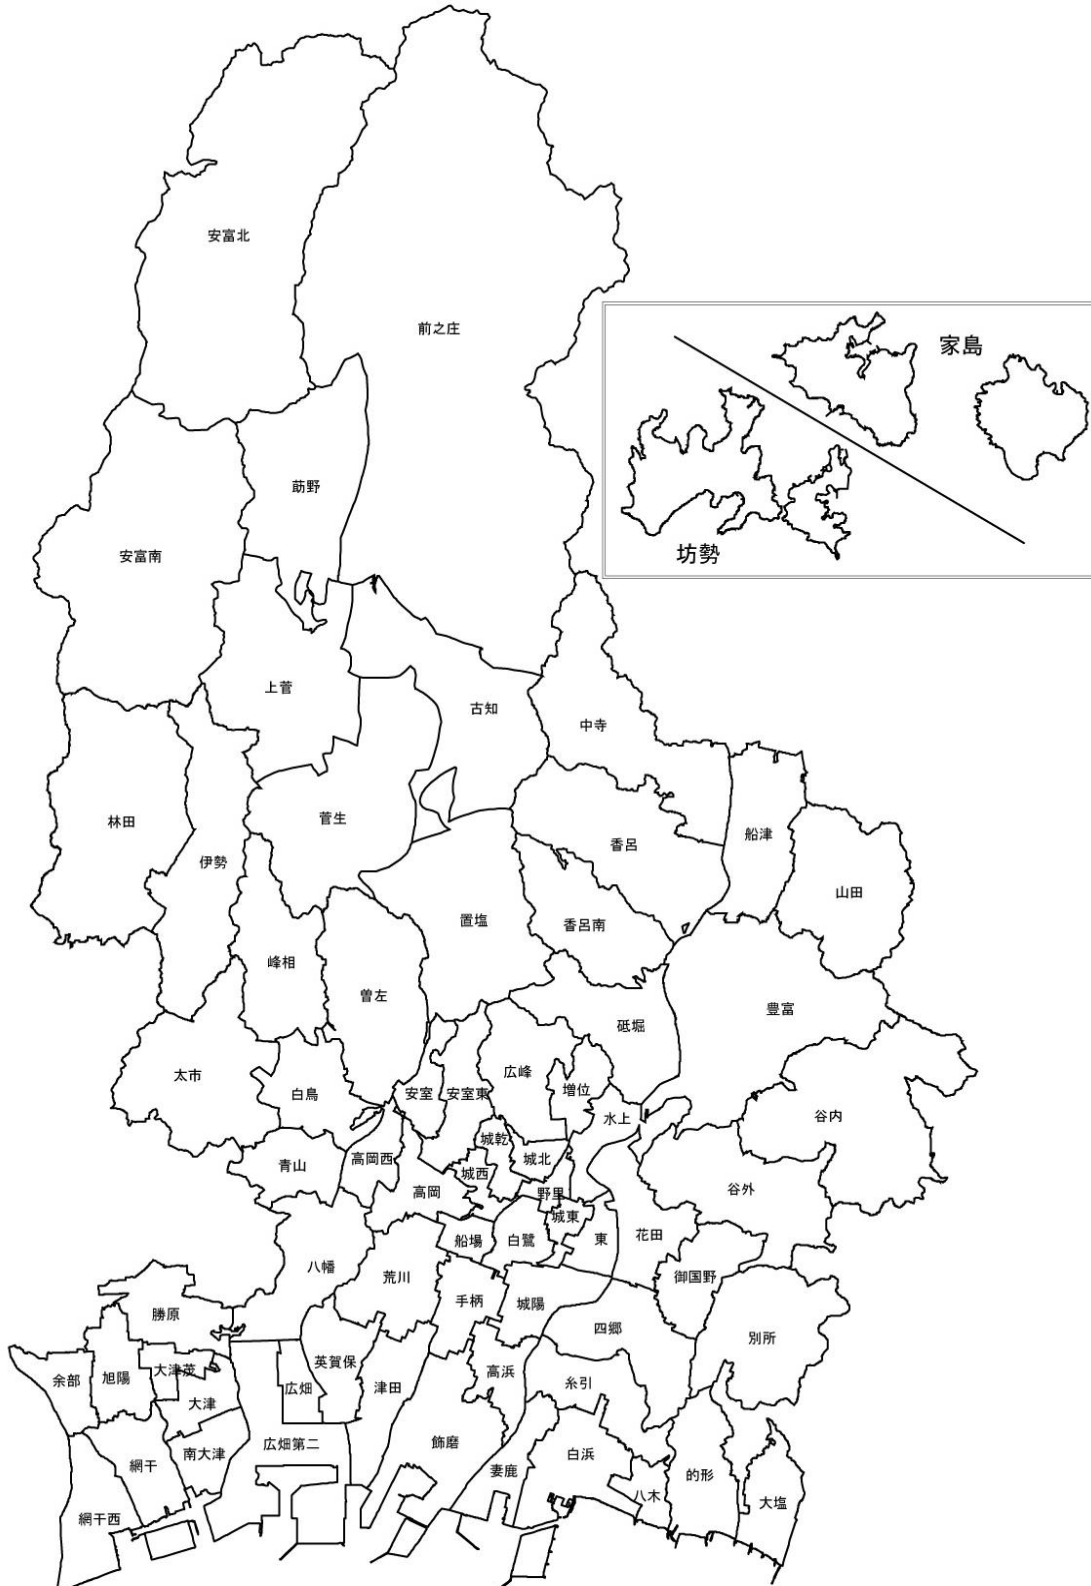 安富北
前之庄
家島
坊勢
莇野
安富南
上菅
古知
中寺
林田
伊勢
菅生
香呂
船津
山田
置塩
香呂南
峰相
曽左
砥堀
豊富
太市
白鳥
安室
安室東
広峰
増位
水上
谷内
青山
高岡西
高岡
城乾
城西
城北
野里
城東
谷外
船場
白鷺
東
花田
八幡
荒川
手柄
城陽
御国野
四郷
別所
勝原
余部
旭陽
大津茂
大津
広畑
英賀保
津田
高浜
糸引
網干
南大津
広畑第二
飾磨
妻鹿
白浜
八木
的形
大塩
網干西